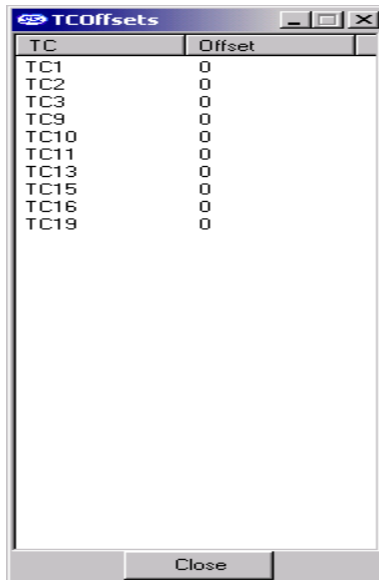 TCOffsets
TC Offset
TC1 0
TC2 0
TC3 0
TC9 0
TC10 0
TC11 0
TC13 0
TC15 0
TC16 0
TC19 0
Close